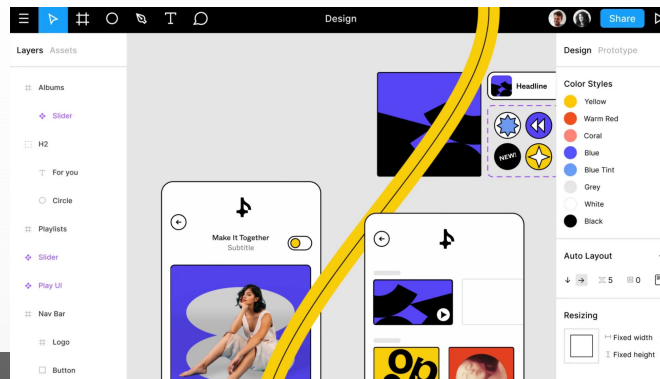 Design
Share
Layers Assets
Albums
Slider
H2
For you
Circle
Playlists
Slider
Play UI
Nav Bar
Logo
Button
Make It Together
Subtitle
Headline
NEW!
op
Design Prototype
Color Styles
Yellow
Warm Red
Coral
Blue
Blue Tint
Grey
White
Black
Auto Layout
5
0
Resizing
Fixed width
Fixed height